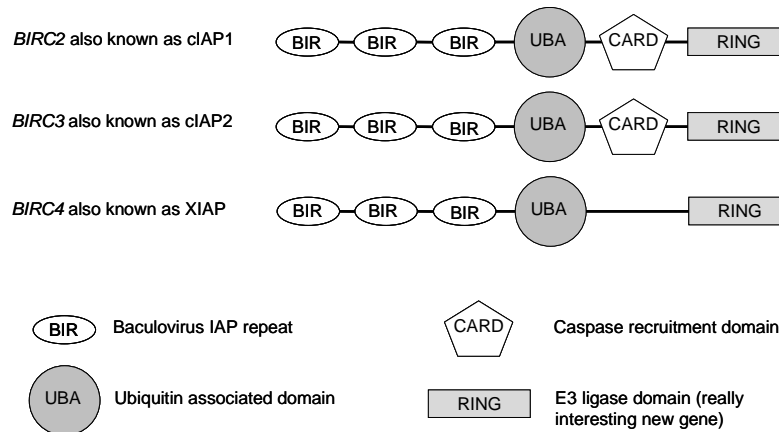 BIRC2 also known as cIAP1 BIR BIR BIR UBA CARD RING
BIRC3 also known as cIAP2 BIR BIR BIR UBA CARD RING
BIRC4 also known as XIAP BIR BIR BIR UBA RING
BIR Baculovirus IAP repeat
CARD Caspase recruitment domain
UBA Ubiquitin associated domain
RING E3 ligase domain (really
interesting new gene)